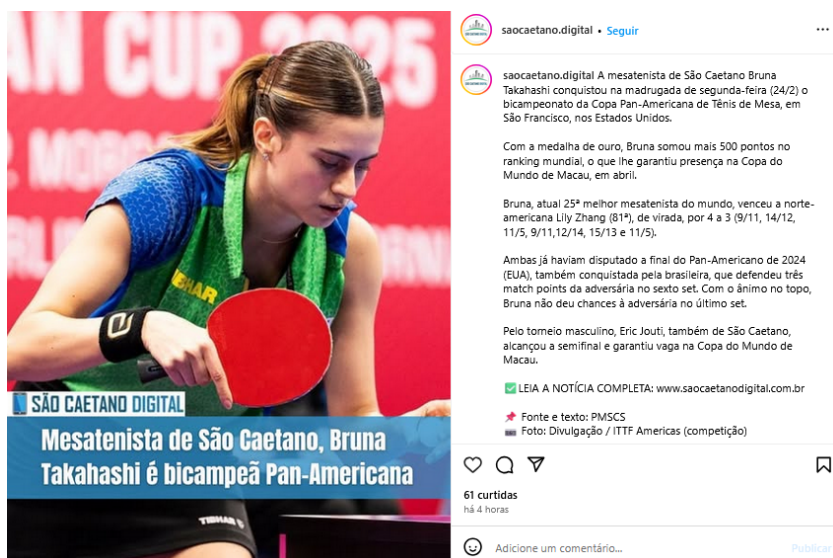 AN CUP 2025
P. MORO
TIBHAR
SÃO CAETANO DIGITAL
Mesatenista de São Caetano, Bruna
Takahashi é bicampeã Pan-Americana
TIBHAR
saocaetano.digital • Seguir
saocaetano.digital A mesatenista de São Caetano Bruna
Takahashi conquistou na madrugada de segunda-feira (24/2) o
bicampeonato da Copa Pan-Americana de Tênis de Mesa, em
São Francisco, nos Estados Unidos.
Com a medalha de ouro, Bruna somou mais 500 pontos no
ranking mundial, o que lhe garantiu presença na Copa do
Mundo de Macau, em abril.
Bruna, atual 25ª melhor mesatenista do mundo, venceu a norte-
americana Lily Zhang (81ª), de virada, por 4 a 3 (9/11, 14/12,
11/5, 9/11,12/14, 15/13 e 11/5).
Ambas já haviam disputado a final do Pan-Americano de 2024
(EUA), também conquistada pela brasileira, que defendeu três
match points da adversária no sexto set. Com o ânimo no topo,
Bruna não deu chances à adversária no último set.
Pelo torneio masculino, Eric Jouti, também de São Caetano,
alcançou a semifinal e garantiu vaga na Copa do Mundo de
Macau.
✅ LEIA A NOTÍCIA COMPLETA: www.saocaetanodigital.com.br
📌 Fonte e texto: PMSCS
📷 Foto: Divulgação / ITTF Americas (competição)
61 curtidas
há 4 horas
Adicione um comentário...
Publicar